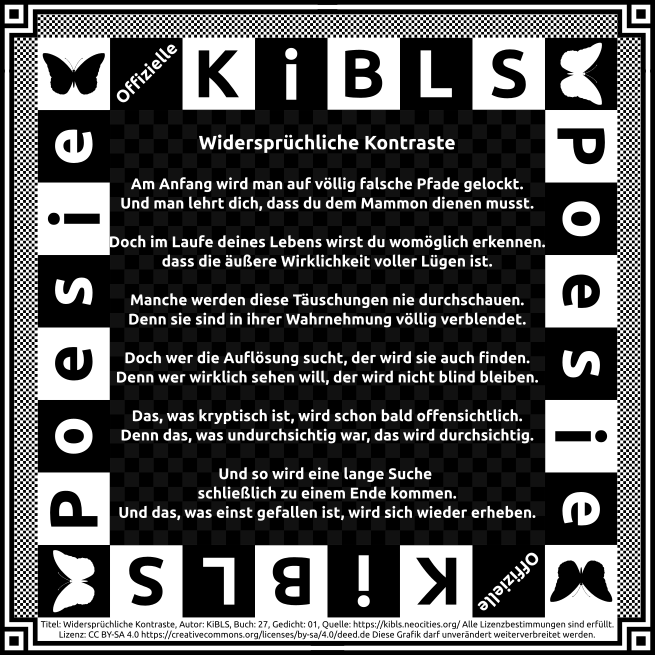 Offizielle
KiBLS
Poesie
Poesie
Widersprüchliche Kontraste
Am Anfang wird man auf völlig falsche Pfade gelockt.
Und man lehrt dich, dass du dem Mammon dienen musst.
Doch im Laufe deines Lebens wirst du womöglich erkennen.
dass die äußere Wirklichkeit voller Lügen ist.
Manche werden diese Täuschungen nie durchschauen.
Denn sie sind in ihrer Wahrnehmung völlig verblendet.
Doch wer die Auflösung sucht, der wird sie auch finden.
Denn wer wirklich sehen will, der wird nicht blind bleiben.
Das, was kryptisch ist, wird schon bald offensichtlich.
Denn das, was undurchsichtig war, das wird durchsichtig.
Und so wird eine lange Suche
schließlich zu einem Ende kommen.
Und das, was einst gefallen ist, wird sich wieder erheben.
Offizielle
KiBLS
Titel: Widersprüchliche Kontraste, Autor: KiBLS, Buch: 27, Gedicht: 01, Quelle: https://kibls.neocities.org/ Alle Lizenzbestimmungen sind erfüllt.
Lizenz: CC BY-SA 4.0 https://creativecommons.org/licenses/by-sa/4.0/deed.de Diese Grafik darf unverändert weiterverbreitet werden.